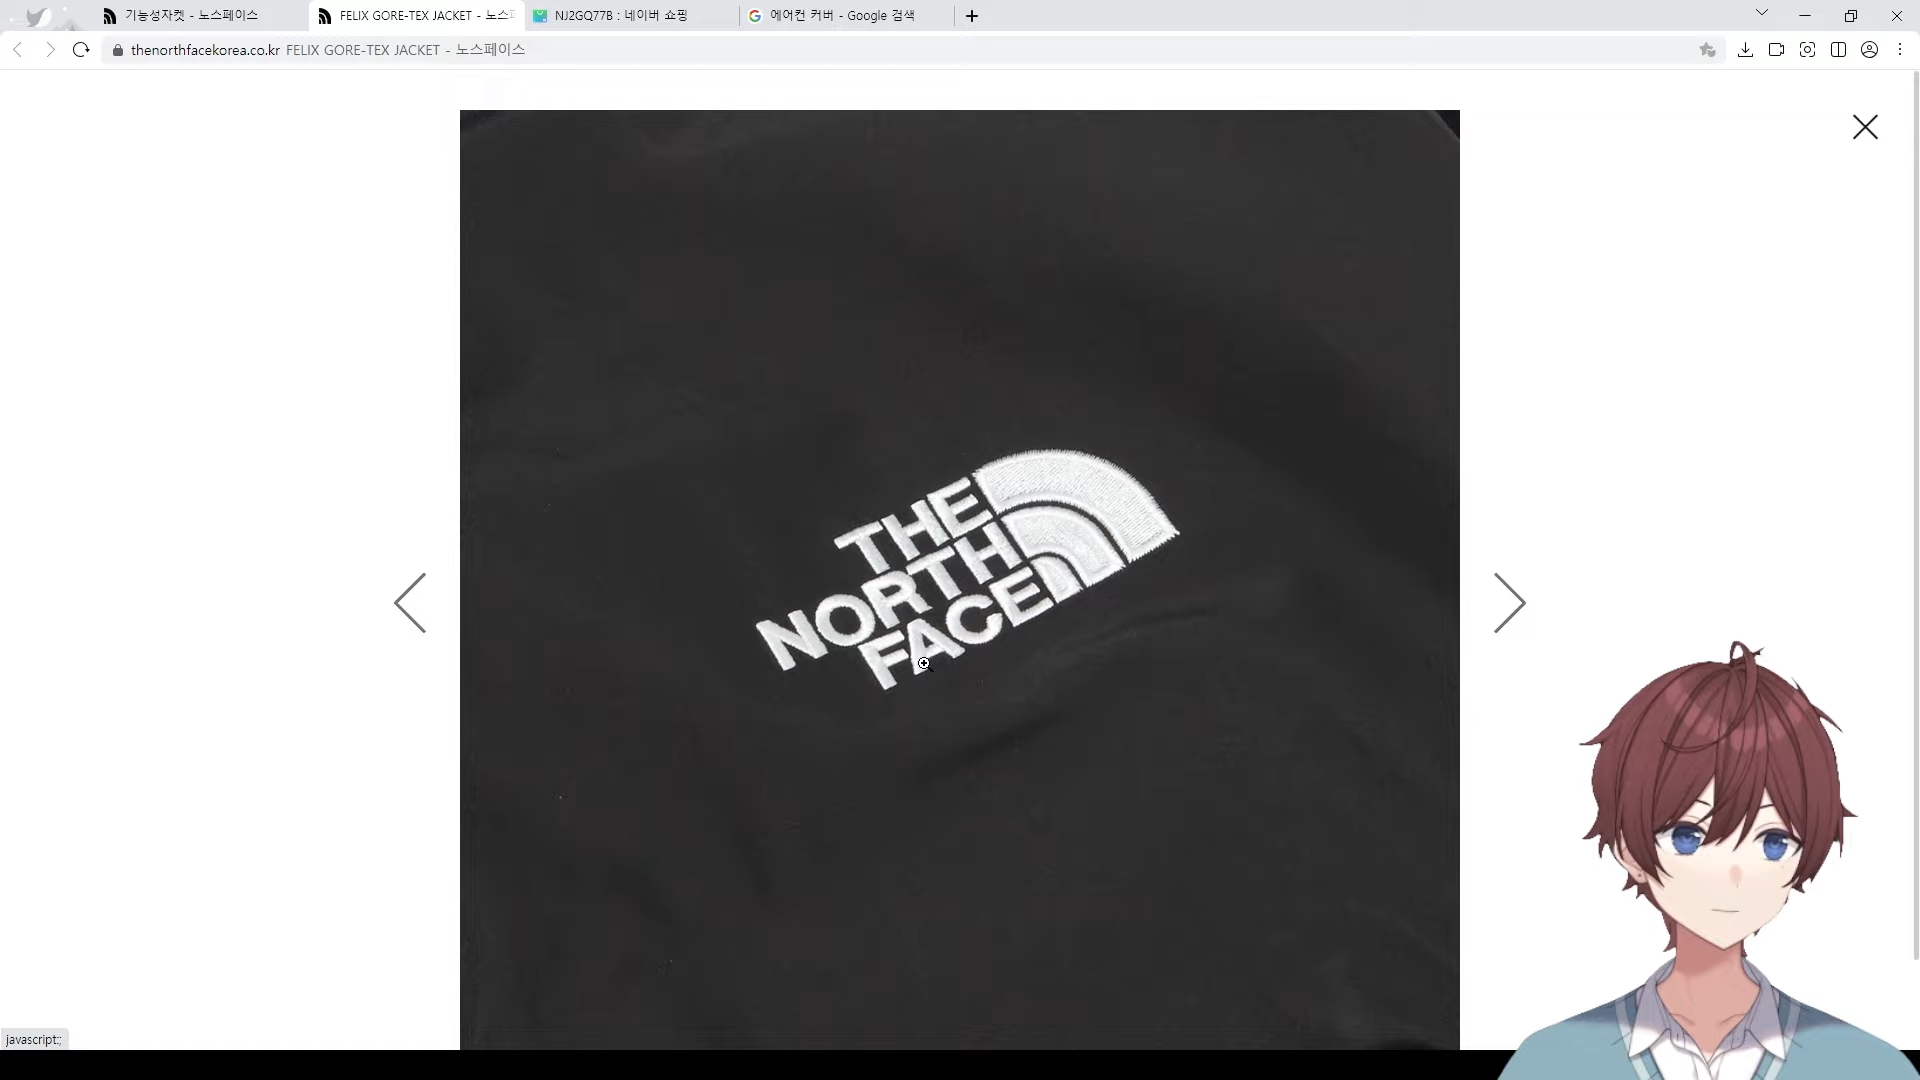 기능성자켓 - 노스페이스
FELIX GORE-TEX JACKET - 노스
NJ2GQ77B : 네이버 쇼핑
에어컨 커버 - Google 검색
thenorthfacekorea.co.kr FELIX GORE-TEX JACKET - 노스페이스
THE
NORTH
FACE
javascript:;